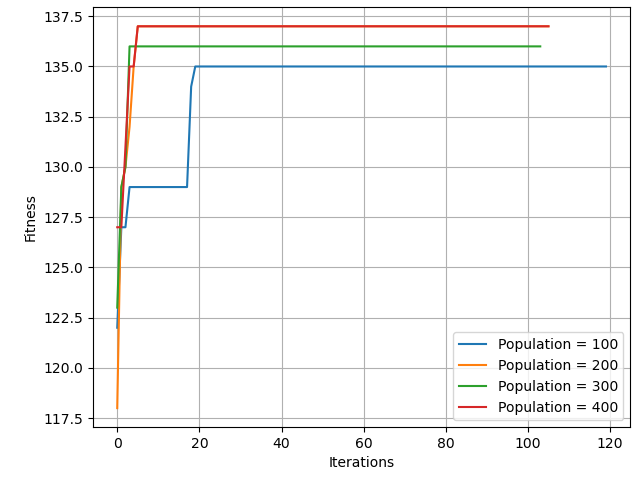 137.5
135.0
132.5
130.0
127.5
125.0
122.5
120.0
117.5
Fitness
0 20 40 60 80 100 120
Iterations
Population = 100
Population = 200
Population = 300
Population = 400